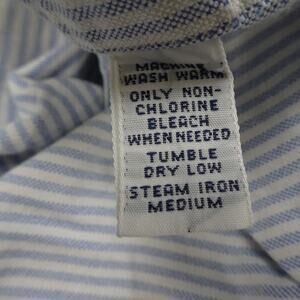 MACHINE
WASH WARM
ONLY NON-
CHLORINE
BLEACH
WHEN NEEDED
TUMBLE
DRY LOW
STEAM IRON
MEDIUM